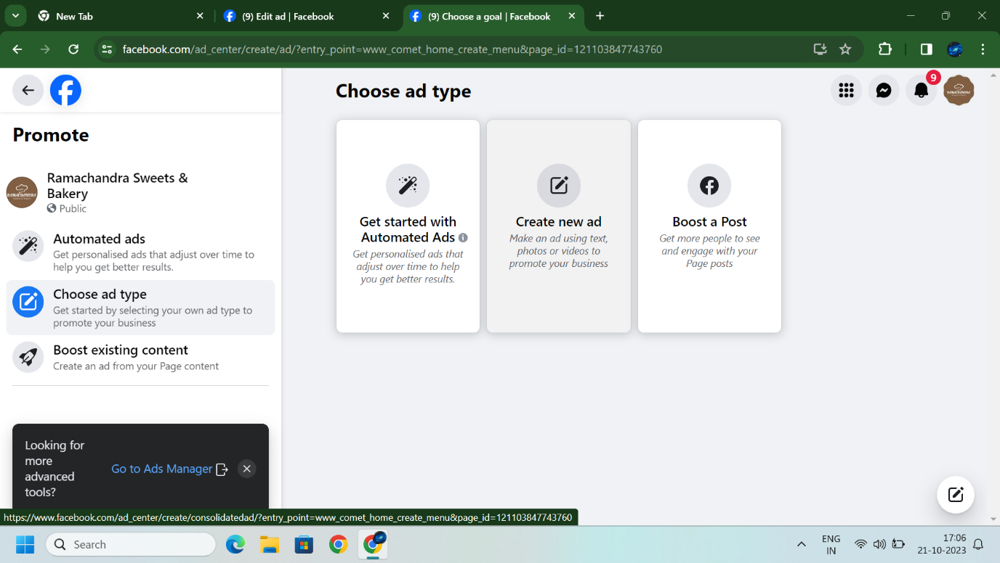 New Tab
(9) Edit ad | Facebook
(9) Choose a goal | Facebook
facebook.com/ad_center/create/ad/?entry_point=www_comet_home_create_menu&page_id=121103847743760
Promote
Ramachandra Sweets &
Bakery
Public
Automated ads
Get personalised ads that adjust over time to
help you get better results.
Choose ad type
Get started by selecting your own ad type to
promote your business
Boost existing content
Create an ad from your Page content
Looking for
more
advanced
tools?
Go to Ads Manager
Choose ad type
9
Get started with
Automated Ads
Get personalised ads that
adjust over time to help
you get better results.
Create new ad
Make an ad using text,
photos or videos to
promote your business
Boost a Post
Get more people to see
and engage with your
Page posts
https://www.facebook.com/ad_center/create/consolidatedad/?entry_point=www_comet_home_create_menu&page_id=121103847743760
Search
ENG
IN
17:06
21-10-2023